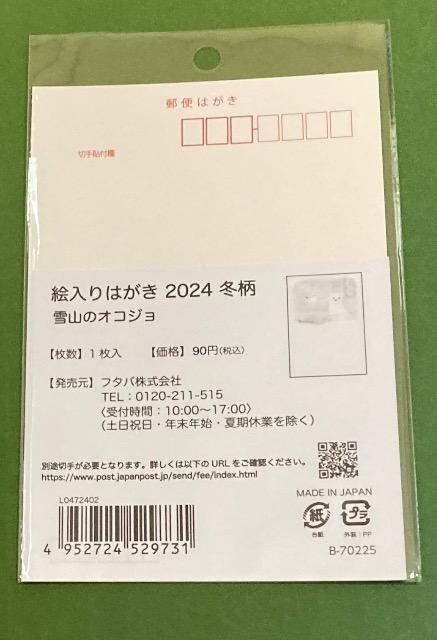 郵便はがき
切手貼付欄
絵入りはがき 2024 冬柄
雪山のオコジョ
【枚数】1枚入 【価格】90円(税込)
【発売元】フタバ株式会社
TEL：0120-211-515
〈受付時間：10:00～17:00〉
(土日祝日・年末年始・夏期休業を除く)
別途切手が必要となります。詳しくは以下のURLをご確認ください。
https://www.post.japanpost.jp/send/fee/index.html
L0472402
MADE IN JAPAN
紙 プラ
台紙 外装：PP
4 952724 529731
B-70225